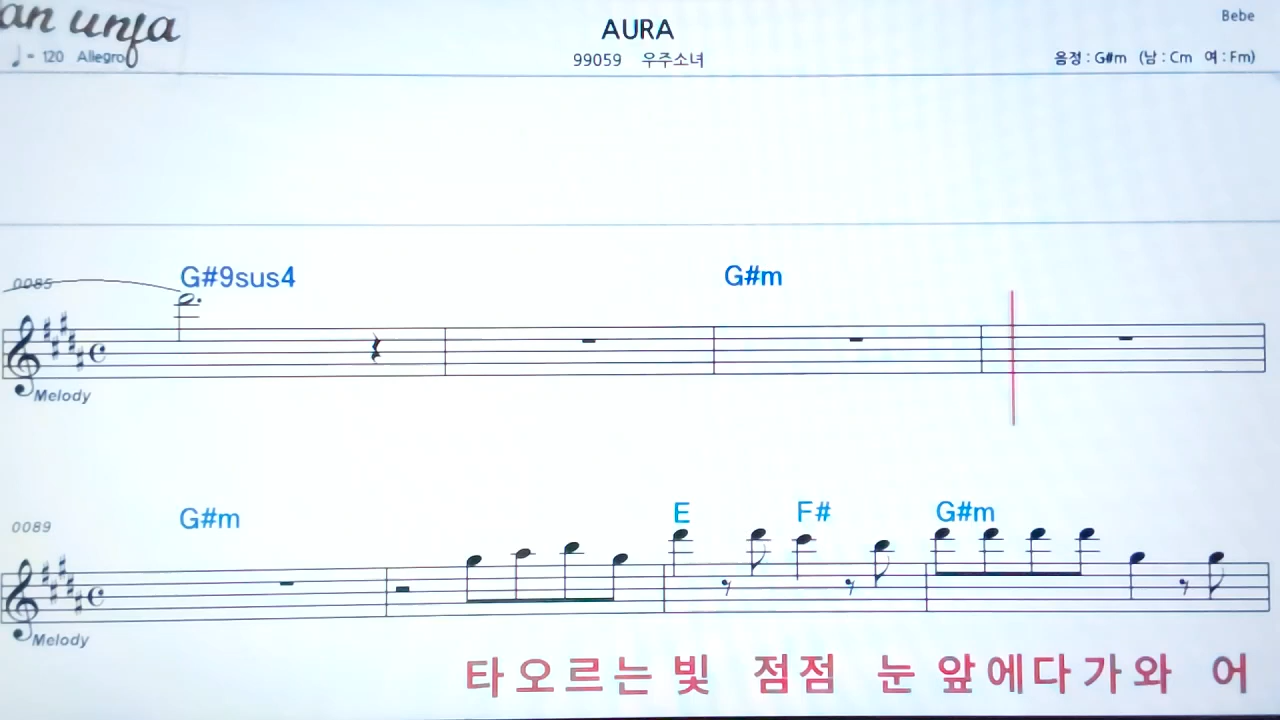 an unja
AURA
Bebe
♩= 120 Allegro
99059 우주소녀
음정 : G#m (남 : Cm 여 : Fm)
0085
G#9sus4 G#m
Melody
0089
G#m E F# G#m
Melody
타오르는 빛 점점 눈 앞에다가와 어